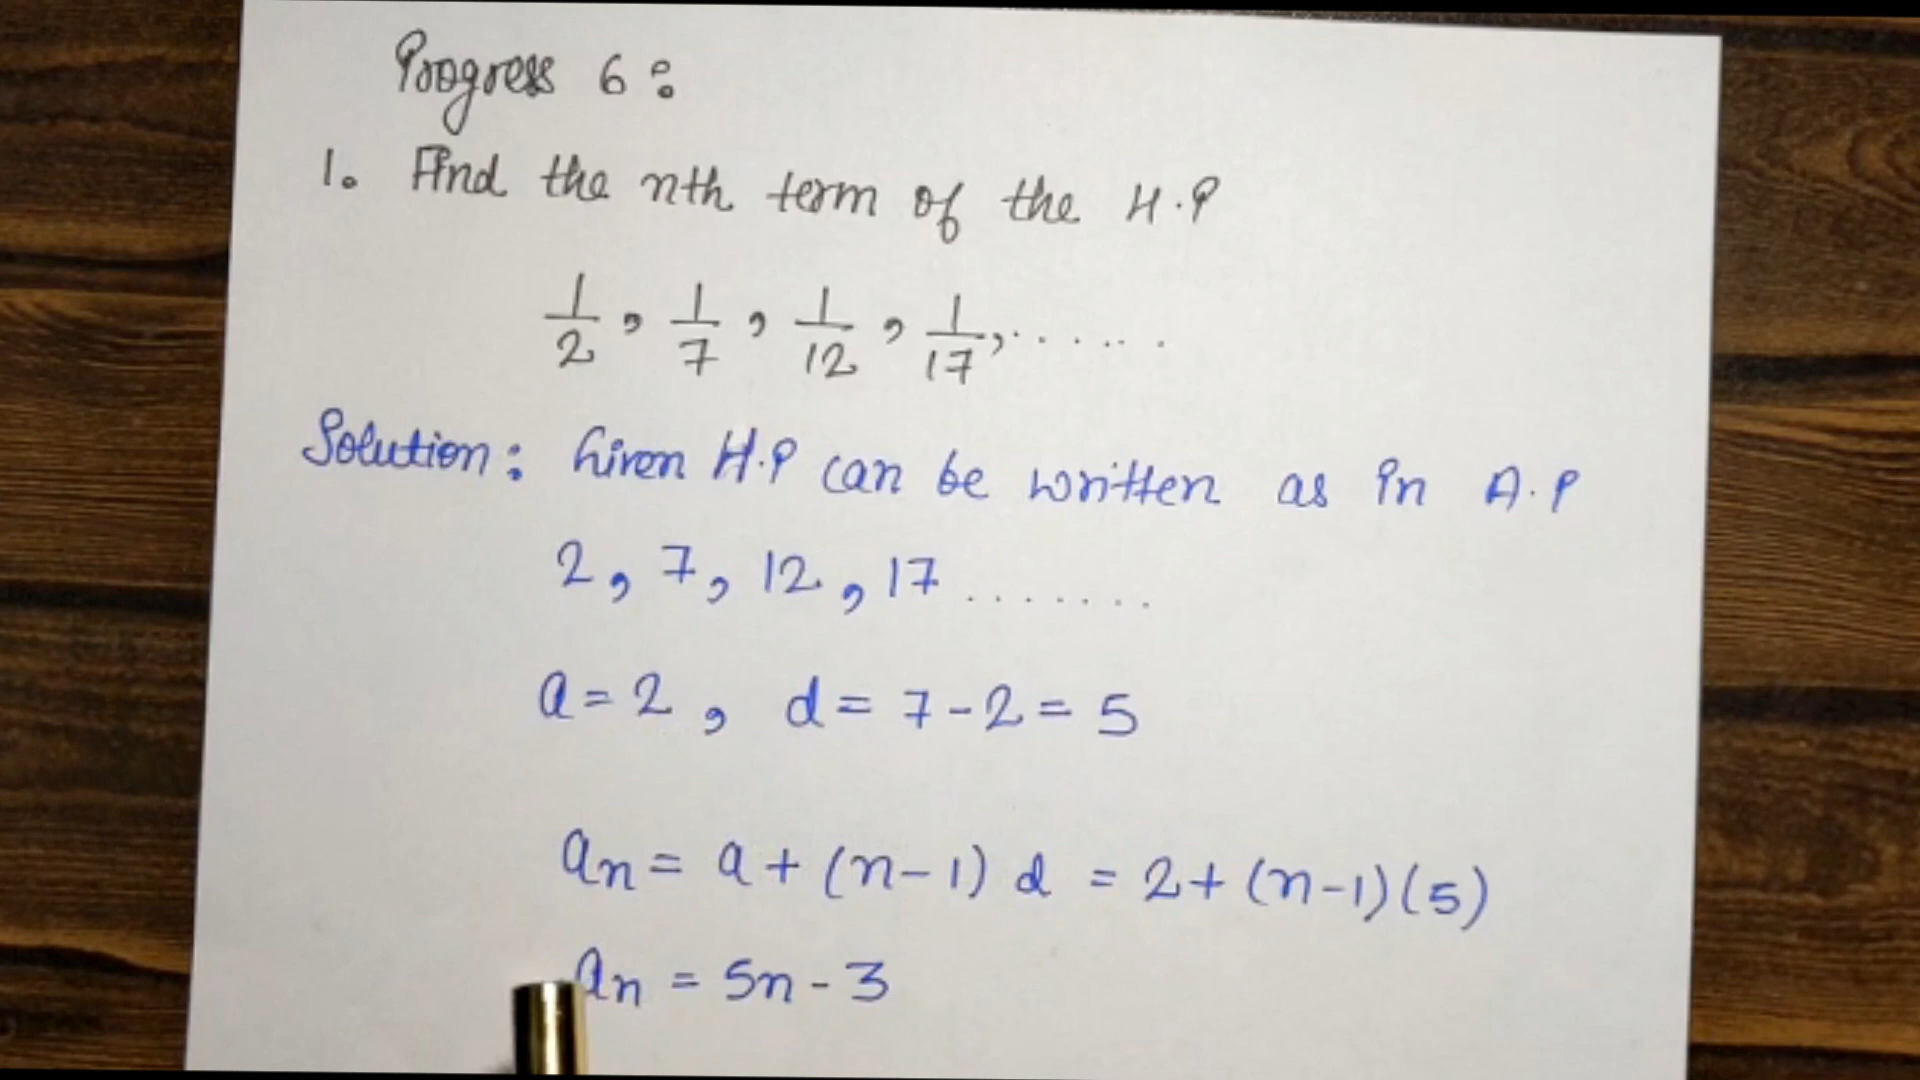 Progress 6:
1. Find the nth term of the H.P
1/2, 1/7, 1/12, 1/17, ......
Solution: Given H.P can be written as in A.P
2, 7, 12, 17 .......
a = 2, d = 7 - 2 = 5
an = a + (n-1) d = 2 + (n-1)(5)
an = 5n - 3